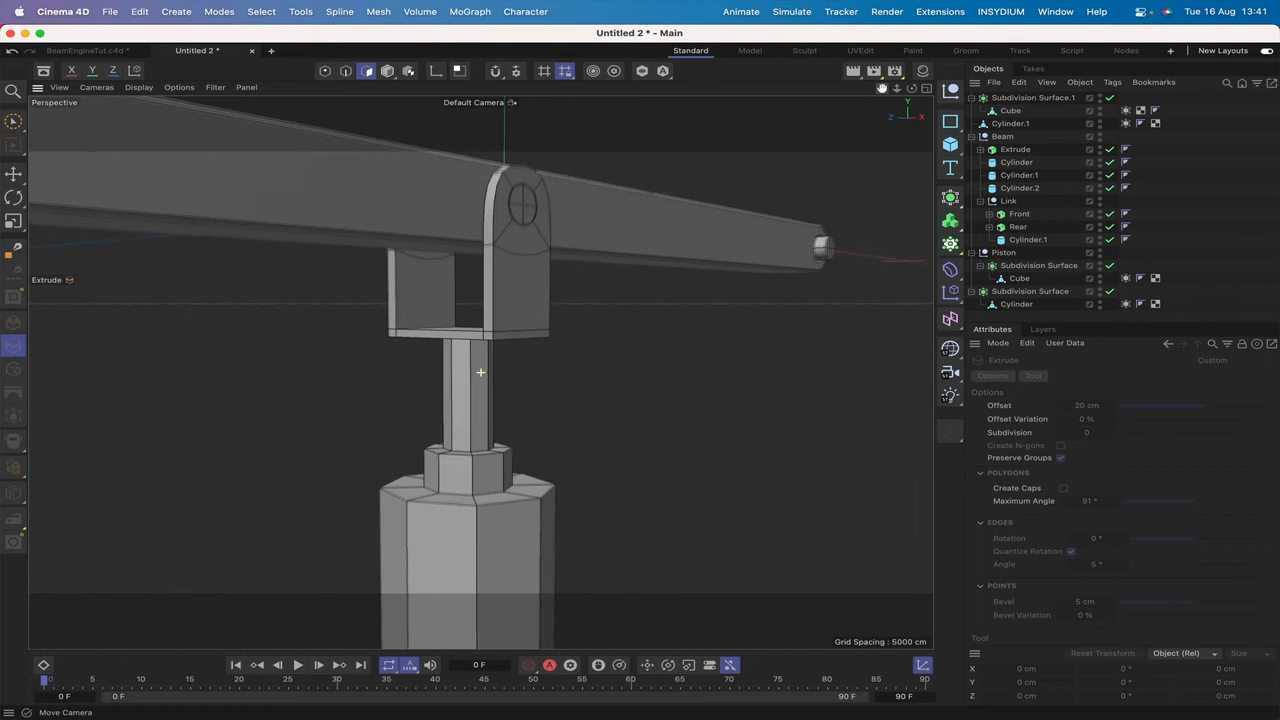 Cinema 4D File Edit Create Modes Select Tools Spline Mesh Volume MoGraph Character Animate Simulate Tracker Render Extensions INSYDIUM Window Help Tue 16 Aug 13:41
Untitled 2 * - Main
BeamEngineTut.c4d * Untitled 2 * Standard Model Sculpt UVEdit Paint Groom Track Script Nodes New Layouts
X Y Z
Objects Takes
View Cameras Display Options Filter Panel
File Edit View Object Tags Bookmarks
Perspective
Default Camera
Y
Z X
Subdivision Surface.1
Cube
Cylinder.1
Beam
Extrude
Cylinder
Cylinder.1
Cylinder.2
Link
Front
Rear
Cylinder.1
Piston
Subdivision Surface
Cube
Subdivision Surface
Cylinder
Extrude
Attributes Layers
Mode Edit User Data
Extrude Custom
Options Tool
Options
Offset 20 cm
Offset Variation 0 %
Subdivision 0
Create N-gons
Preserve Groups
POLYGONS
Create Caps
Maximum Angle 91 °
EDGES
Rotation 0 °
Quantize Rotation
Angle 5 °
POINTS
Bevel 5 cm
Bevel Variation 0 %
Grid Spacing : 5000 cm
Tool
Reset Transform Object (Rel) Size
0 F
X 0 cm 0 ° 0 cm
Y 0 cm 0 ° 0 cm
Z 0 cm 0 ° 0 cm
0 5 10 15 20 25 30 35 40 45 50 55 60 65 70 75 80 85 90
0 F 0 F 90 F 90 F
Move Camera